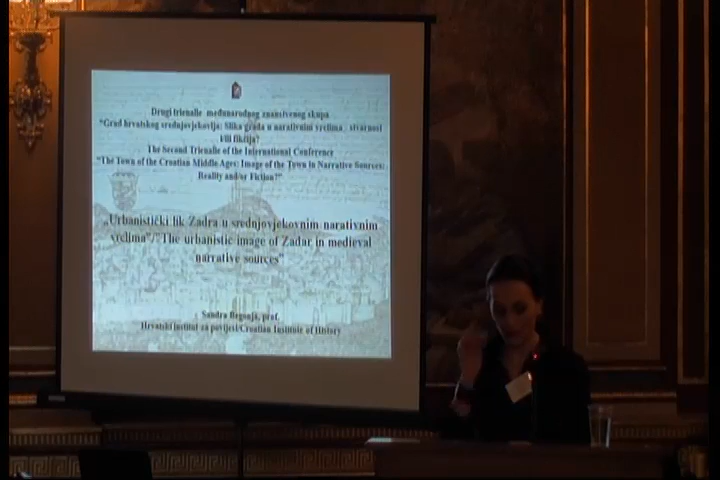 Drugi trienalle međunarodnog znanstvenog skupa
"Grad hrvatskog srednjovjekovlja: Slika grada u narativnim vrelima: stvarnost
i/ili fikcija?
The Second Trienalle of the International Conference
"The Town of the Croatian Middle Ages: Image of the Town in Narrative Sources:
Reality and/or Fiction?"
„Urbanistički lik Zadra u srednjovjekovnim narativnim
vrelima"/"The urbanistic image of Zadar in medieval
narrative sources"
Sandra Begonja, prof.
Hrvatski institut za povijest/Croatian Institute of History